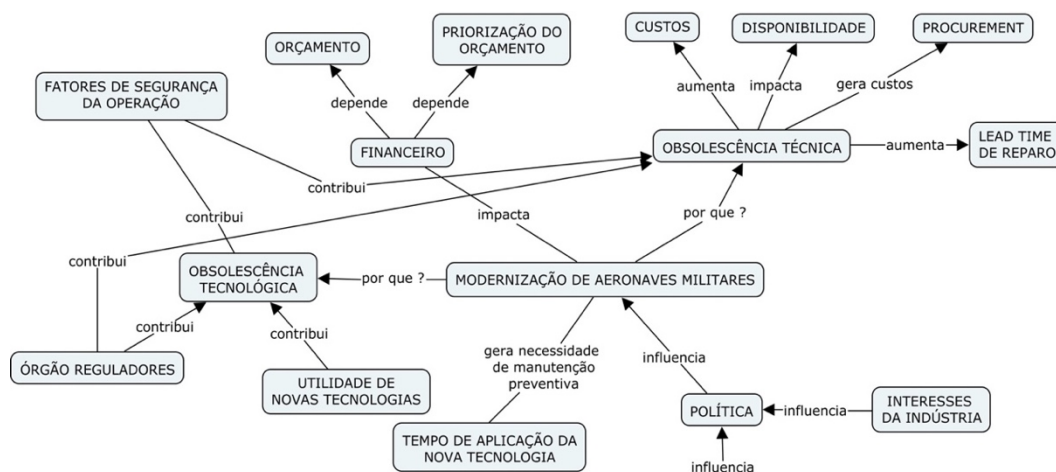 ORÇAMENTO
PRIORIZAÇÃO DO
ORÇAMENTO
CUSTOS
DISPONIBILIDADE
PROCUREMENT
FATORES DE SEGURANÇA
DA OPERAÇÃO
depende
depende
aumenta
impacta
gera custos
FINANCEIRO
OBSOLESCÊNCIA TÉCNICA
aumenta
LEAD TIME
DE REPARO
contribui
contribui
impacta
por que ?
contribui
OBSOLESCÊNCIA
TECNOLÓGICA
por que ?
MODERNIZAÇÃO DE AERONAVES MILITARES
contribui
contribui
gera necessidade
de manutenção
preventiva
influencia
ÓRGÃO REGULADORES
UTILIDADE DE
NOVAS TECNOLOGIAS
POLÍTICA
influencia
INTERESSES
DA INDÚSTRIA
TEMPO DE APLICAÇÃO DA
NOVA TECNOLOGIA
influencia